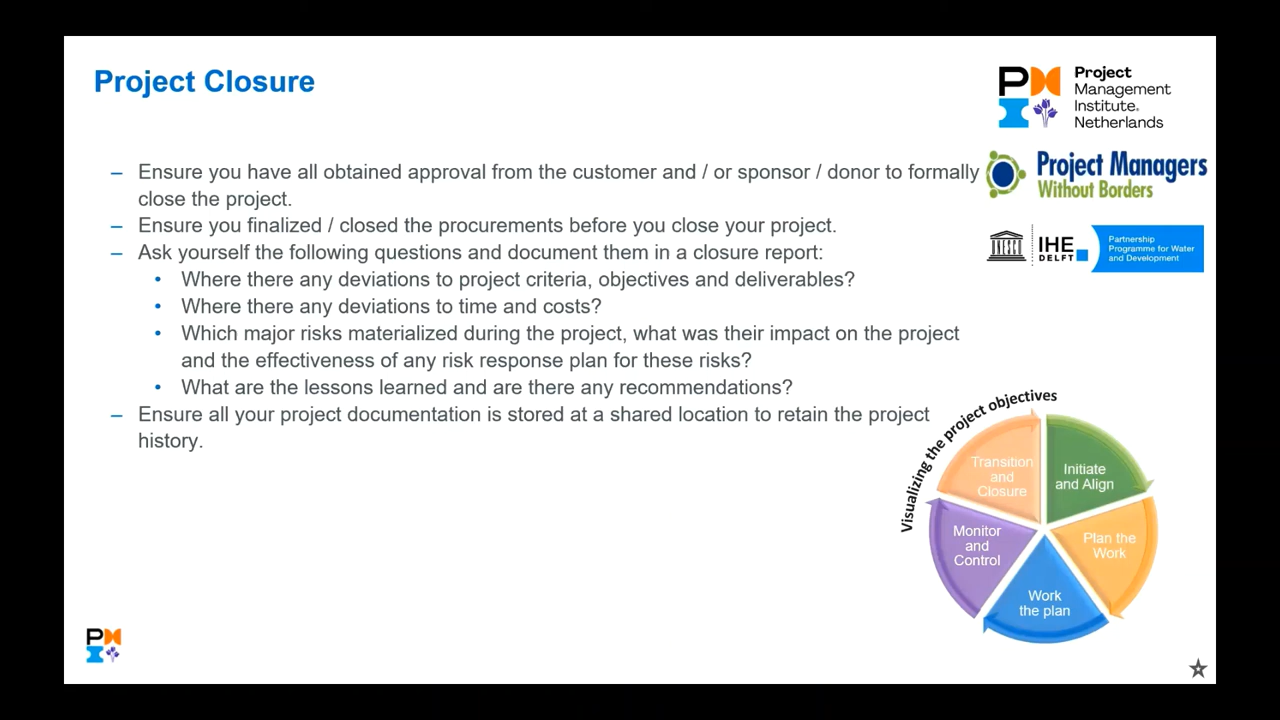 Project Closure
– Ensure you have all obtained approval from the customer and / or sponsor / donor to formally
close the project.
– Ensure you finalized / closed the procurements before you close your project.
– Ask yourself the following questions and document them in a closure report:
• Where there any deviations to project criteria, objectives and deliverables?
• Where there any deviations to time and costs?
• Which major risks materialized during the project, what was their impact on the project
and the effectiveness of any risk response plan for these risks?
• What are the lessons learned and are there any recommendations?
– Ensure all your project documentation is stored at a shared location to retain the project
history.
PMI
Project
Management
Institute.
Netherlands
Project Managers
Without Borders
UNESCO
IHE
DELFT
Partnership
Programme for Water
and Development
Visualizing the project objectives
Transition
and
Closure
Initiate
and Align
Monitor
and
Control
Plan the
Work
Work
the plan
PMI